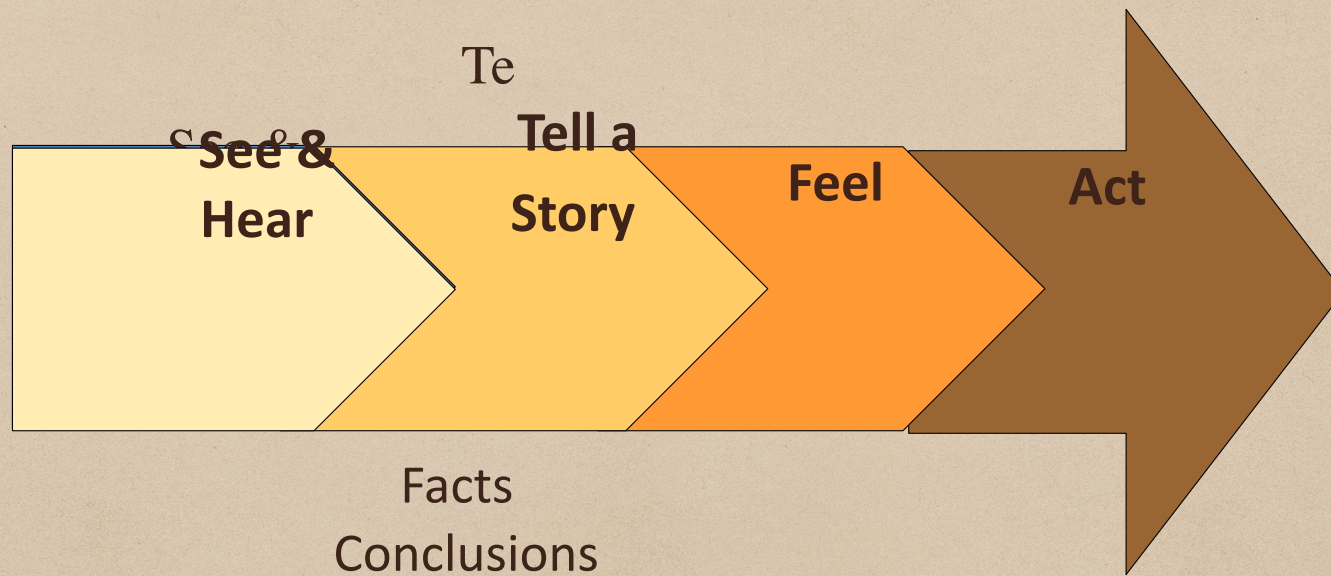 Te
See &
Hear
Tell a
Story
Feel
Act
Facts
Conclusions